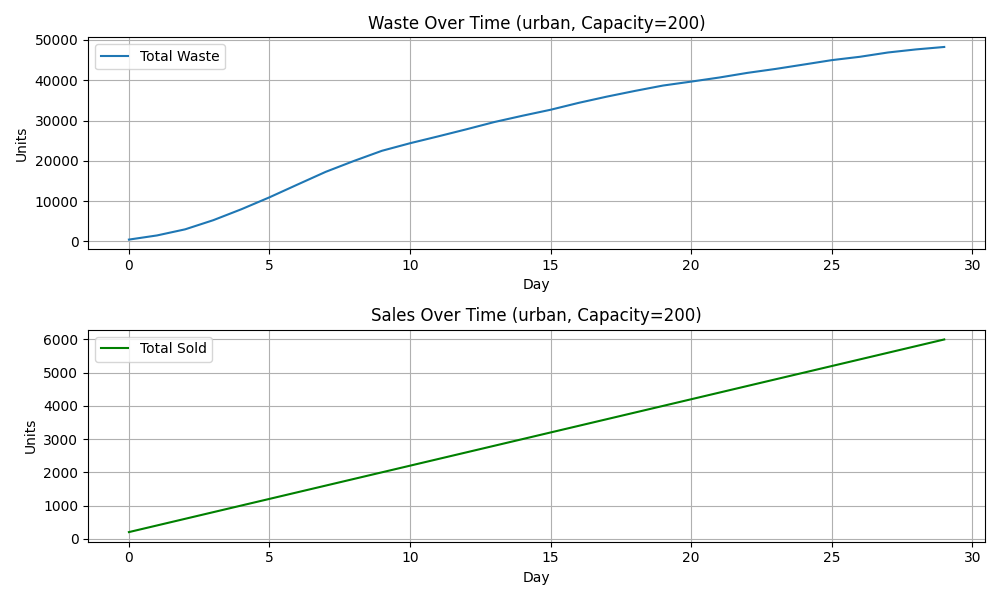 Waste Over Time (urban, Capacity=200)
Total Waste
Units
50000
40000
30000
20000
10000
0
0 5 10 15 20 25 30
Day
Sales Over Time (urban, Capacity=200)
Total Sold
Units
6000
5000
4000
3000
2000
1000
0
0 5 10 15 20 25 30
Day